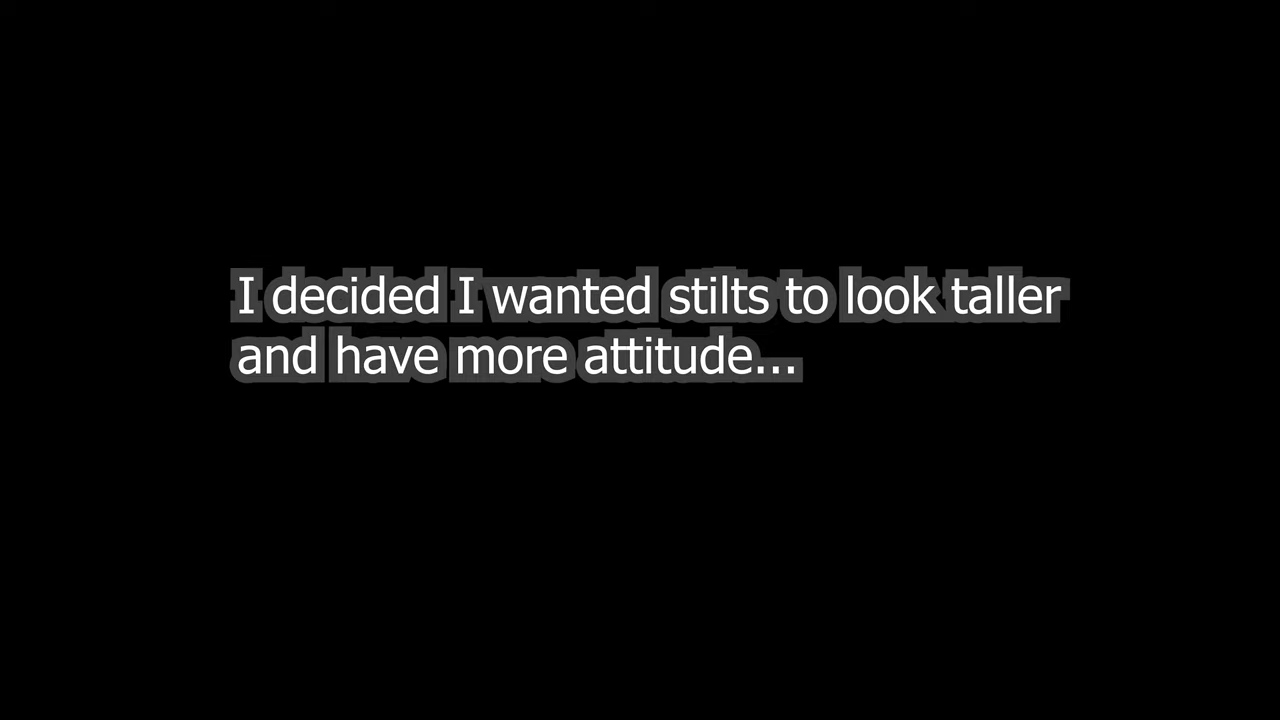 I decided I wanted stilts to look taller
and have more attitude...